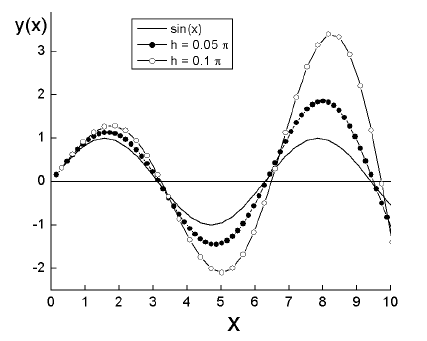 y(x)
sin(x)
h = 0.05 π
h = 0.1 π
3
2
1
0
-1
-2
0 1 2 3 4 5 6 7 8 9 10
X